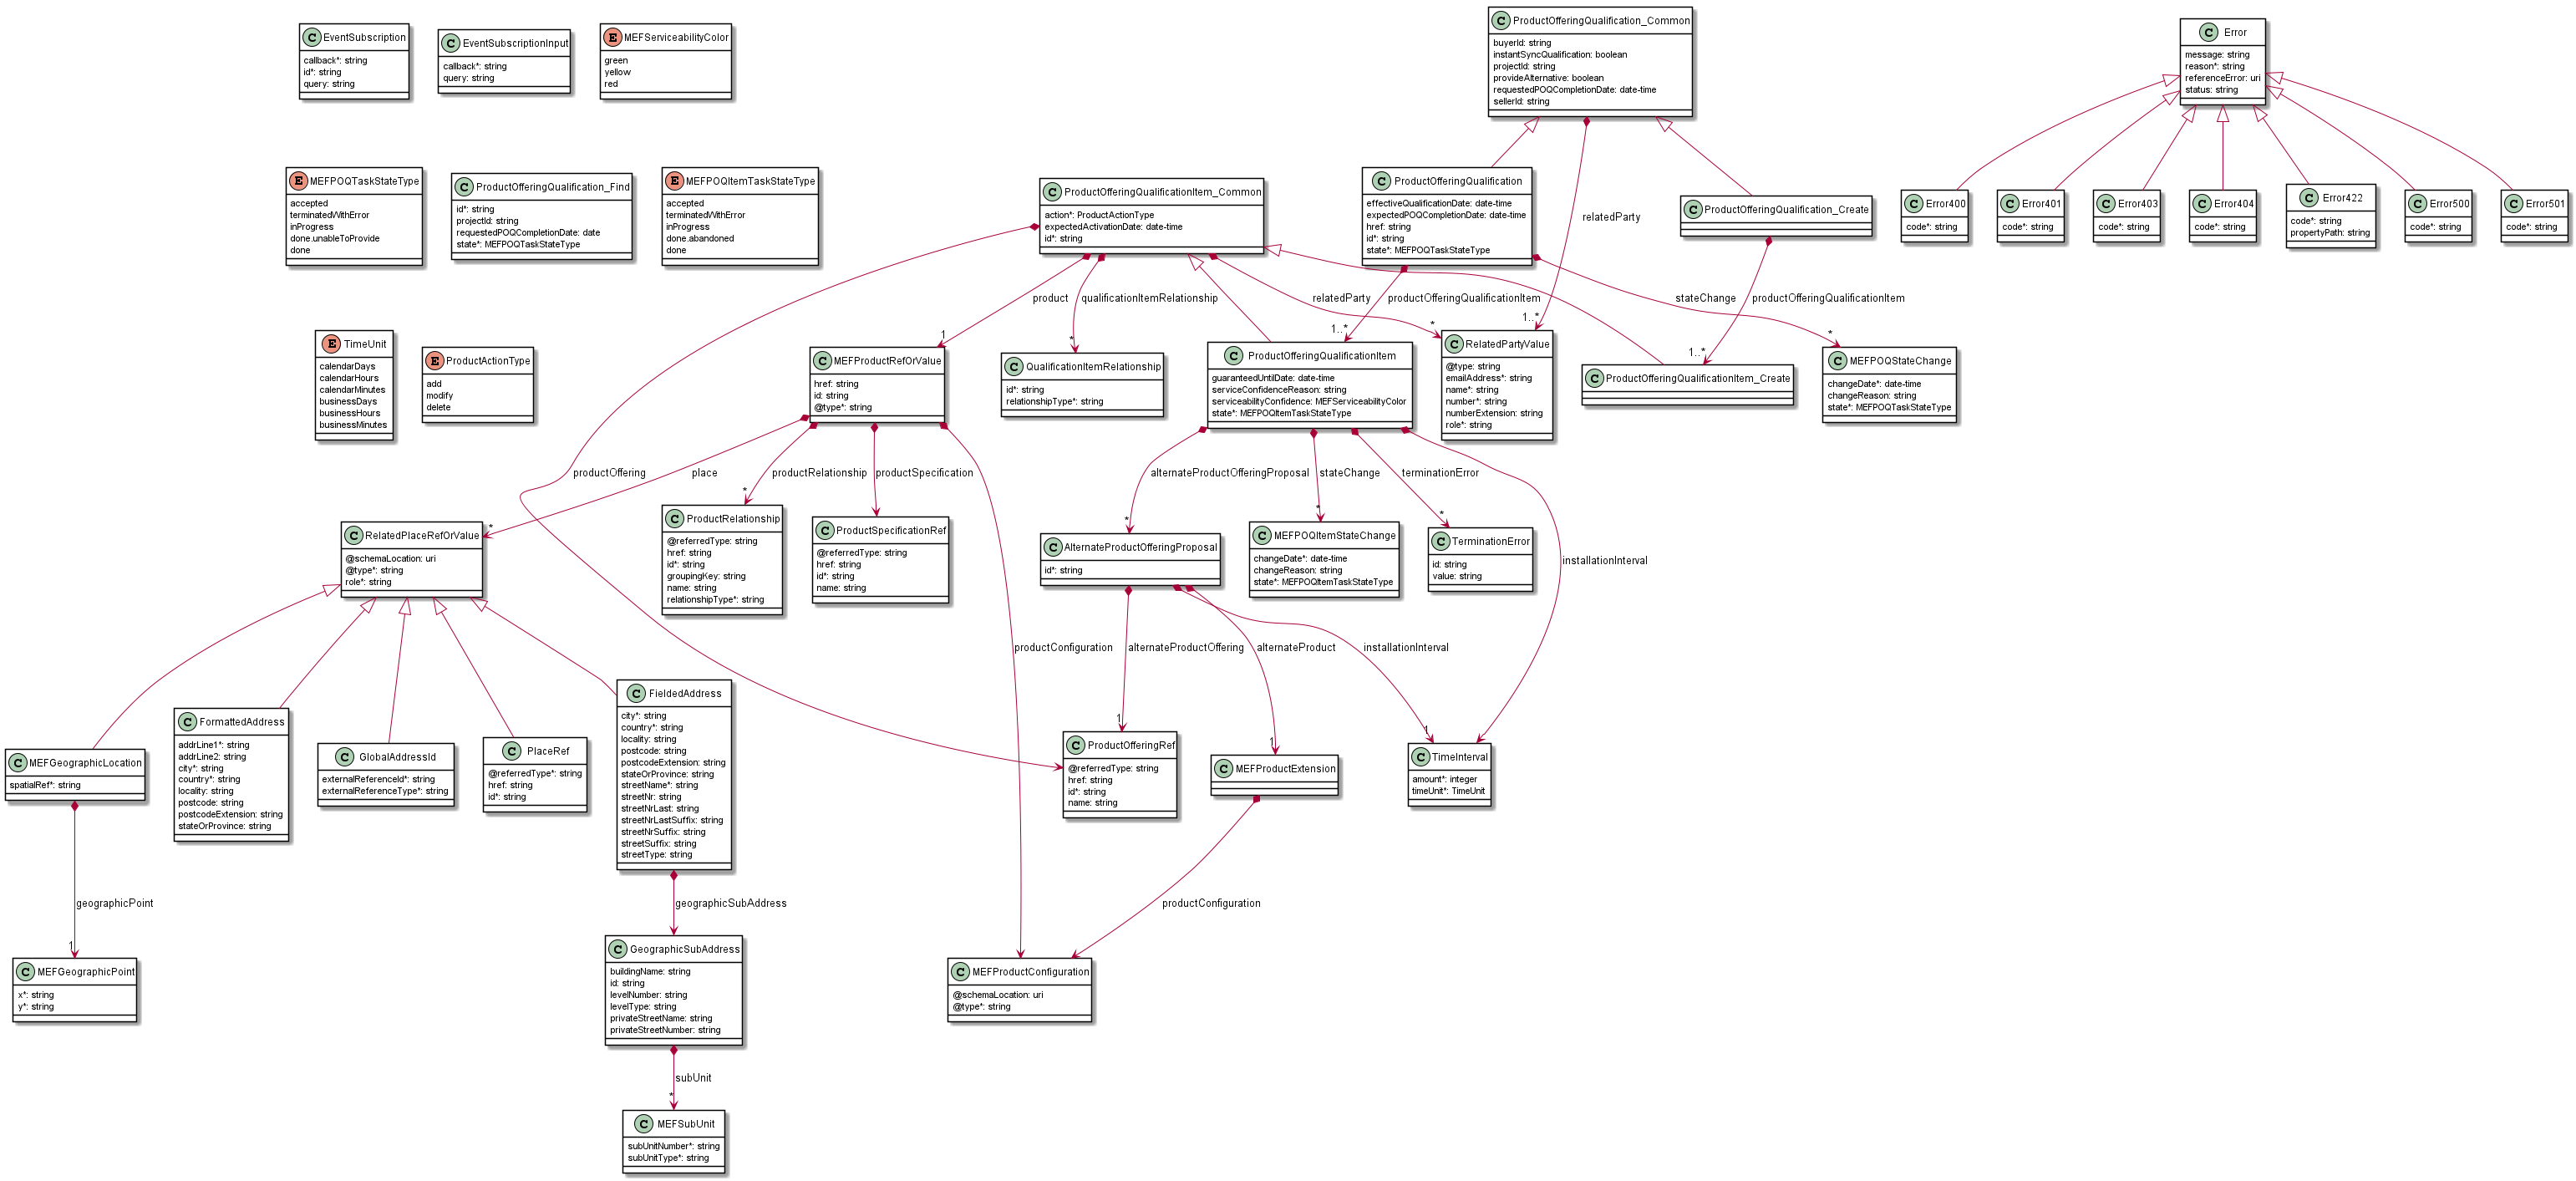 C EventSubscription
callback*: string
id*: string
query: string
C EventSubscriptionInput
callback*: string
query: string
E MEFServiceabilityColor
green
yellow
red
C ProductOfferingQualification_Common
buyerId: string
instantSyncQualification: boolean
projectId: string
provideAlternative: boolean
requestedPOQCompletionDate: date-time
sellerId: string
C Error
message: string
reason*: string
referenceError: uri
status: string
E MEFPOQTaskStateType
accepted
terminatedWithError
inProgress
done.unableToProvide
done
C ProductOfferingQualification_Find
id*: string
projectId: string
requestedPOQCompletionDate: date
state*: MEFPOQTaskStateType
E MEFPOQItemTaskStateType
accepted
terminatedWithError
inProgress
done.abandoned
done
C ProductOfferingQualificationItem_Common
action*: ProductActionType
expectedActivationDate: date-time
id*: string
C ProductOfferingQualification
effectiveQualificationDate: date-time
expectedPOQCompletionDate: date-time
href: string
id*: string
state*: MEFPOQTaskStateType
relatedParty
C ProductOfferingQualification_Create
C Error400
code*: string
C Error401
code*: string
C Error403
code*: string
C Error404
code*: string
C Error422
code*: string
propertyPath: string
C Error500
code*: string
C Error501
code*: string
product
qualificationItemRelationship
relatedParty
productOfferingQualificationItem
stateChange
productOfferingQualificationItem
1
*
1..*
*
1..*
1..*
*
E TimeUnit
calendarDays
calendarHours
calendarMinutes
businessDays
businessHours
businessMinutes
E ProductActionType
add
modify
delete
C MEFProductRefOrValue
href: string
id: string
@type*: string
C QualificationItemRelationship
id*: string
relationshipType*: string
C ProductOfferingQualificationItem
guaranteedUntilDate: date-time
serviceConfidenceReason: string
serviceabilityConfidence: MEFServiceabilityColor
state*: MEFPOQItemTaskStateType
C RelatedPartyValue
@type: string
emailAddress*: string
name*: string
number*: string
numberExtension: string
role*: string
C ProductOfferingQualificationItem_Create
C MEFPOQStateChange
changeDate*: date-time
changeReason: string
state*: MEFPOQTaskStateType
productOffering
place
productRelationship
productSpecification
alternateProductOfferingProposal
stateChange
terminationError
*
*
*
*
*
C RelatedPlaceRefOrValue
@schemaLocation: uri
@type*: string
role*: string
C ProductRelationship
@referredType: string
href: string
id*: string
groupingKey: string
name: string
relationshipType*: string
C ProductSpecificationRef
@referredType: string
href: string
id*: string
name: string
C AlternateProductOfferingProposal
id*: string
C MEFPOQItemStateChange
changeDate*: date-time
changeReason: string
state*: MEFPOQItemTaskStateType
C TerminationError
id: string
value: string
installationInterval
productConfiguration
alternateProductOffering
alternateProduct
installationInterval
1
1
1
C MEFGeographicLocation
spatialRef*: string
C FormattedAddress
addrLine1*: string
addrLine2: string
city*: string
country*: string
locality: string
postcode: string
postcodeExtension: string
stateOrProvince: string
C GlobalAddressId
externalReferenceId*: string
externalReferenceType*: string
C PlaceRef
@referredType*: string
href: string
id*: string
C FieldedAddress
city*: string
country*: string
locality: string
postcode: string
postcodeExtension: string
stateOrProvince: string
streetName*: string
streetNr: string
streetNrLast: string
streetNrLastSuffix: string
streetNrSuffix: string
streetSuffix: string
streetType: string
C ProductOfferingRef
@referredType: string
href: string
id*: string
name: string
C MEFProductExtension
C TimeInterval
amount*: integer
timeUnit*: TimeUnit
geographicPoint
geographicSubAddress
productConfiguration
1
C MEFGeographicPoint
x*: string
y*: string
C GeographicSubAddress
buildingName: string
id: string
levelNumber: string
levelType: string
privateStreetName: string
privateStreetNumber: string
C MEFProductConfiguration
@schemaLocation: uri
@type*: string
subUnit
*
C MEFSubUnit
subUnitNumber*: string
subUnitType*: string